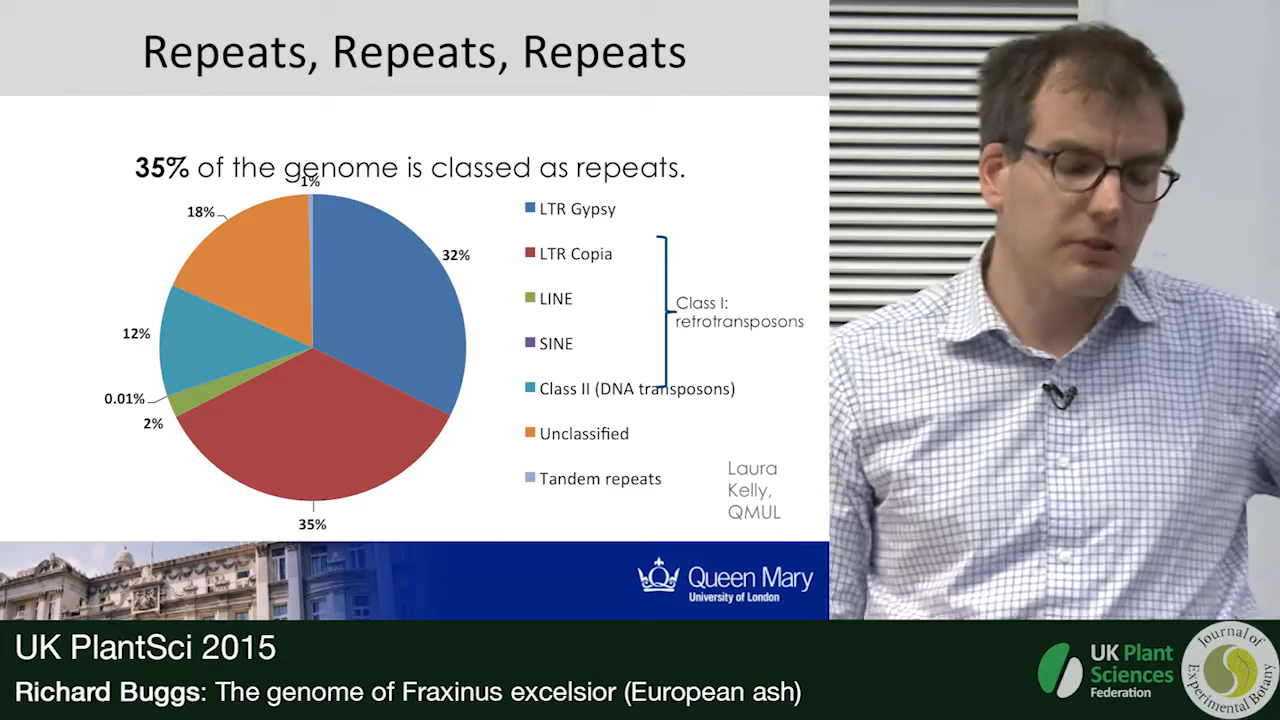 Repeats, Repeats, Repeats
35% of the genome is classed as repeats.
1%
18%
32%
12%
0.01%
2%
35%
LTR Gypsy
LTR Copia
LINE
SINE
Class II (DNA transposons)
Unclassified
Tandem repeats
Class I:
retrotransposons
Laura
Kelly,
QMUL
Queen Mary
University of London
UK PlantSci 2015
Richard Buggs: The genome of Fraxinus excelsior (European ash)
UK Plant
Sciences
Federation
Journal of
Experimental Botany